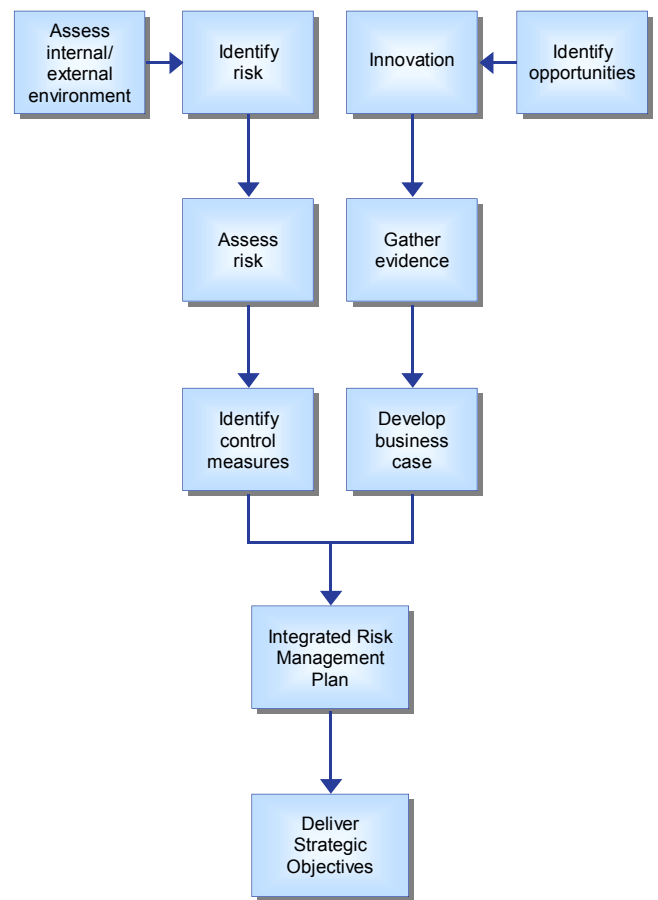 Assess
internal/
external
environment
Identify
risk
Innovation
Identify
opportunities
Assess
risk
Gather
evidence
Identify
control
measures
Develop
business
case
Integrated Risk
Management
Plan
Deliver
Strategic
Objectives